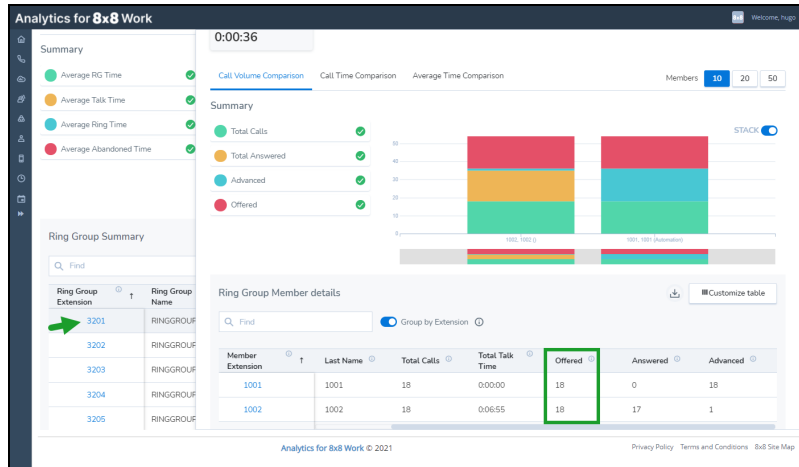 Analytics for 8x8 Work
8x8 Welcome, hugo
Summary
Average RG Time
Average Talk Time
Average Ring Time
Average Abandoned Time
Ring Group Summary
Find
Ring Group Extension ↑ Ring Group Name
3201 RINGGROUP
3202 RINGGROUP
3203 RINGGROUP
3204 RINGGROUP
3205 RINGGROUP
0:00:36
Call Volume Comparison Call Time Comparison Average Time Comparison Members 10 20 50
Summary
Total Calls
Total Answered
Advanced
Offered
STACK
50
40
30
20
10
0
1002, 1002 () 1001, 1001 (Automation)
Ring Group Member details Customize table
Find Group by Extension
Member Extension ↑ Last Name Total Calls Total Talk Time Offered Answered Advanced
1001 1001 18 0:00:00 18 0 18
1002 1002 18 0:06:55 18 17 1
Analytics for 8x8 Work © 2021 Privacy Policy Terms and Conditions 8x8 Site Map